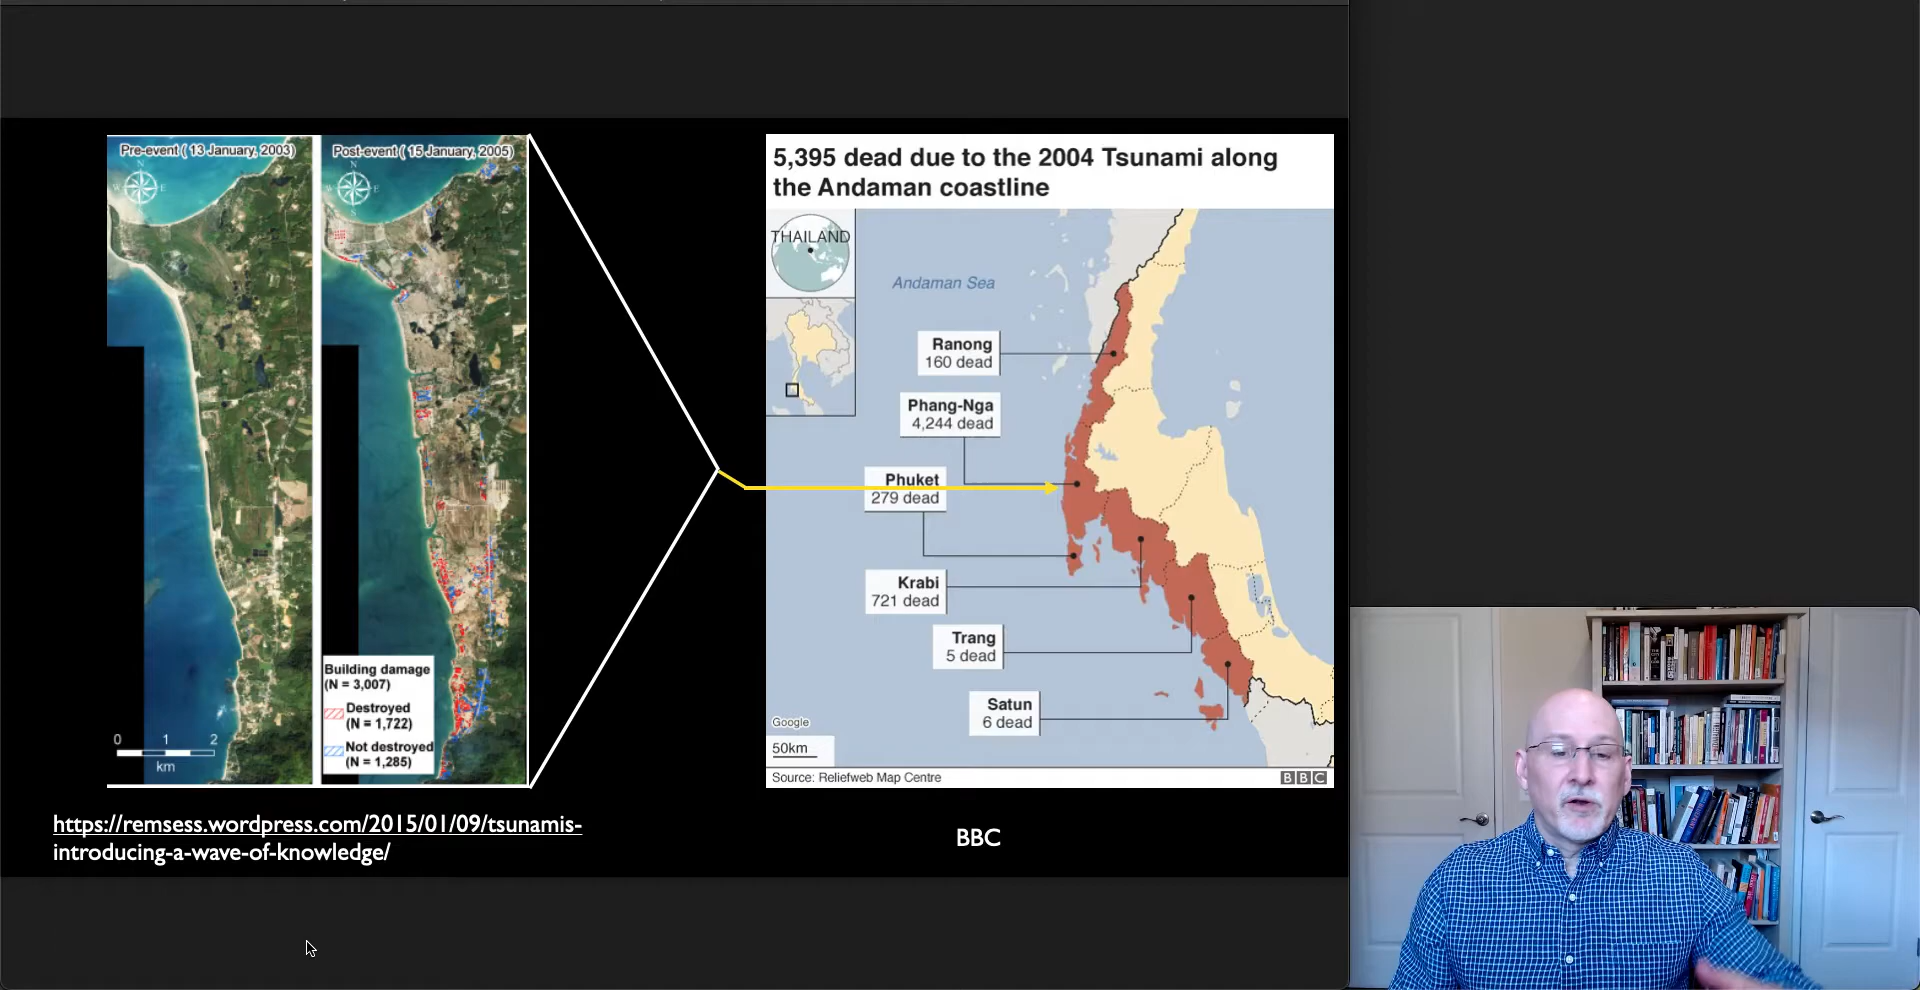 Pre-event ( 13 January, 2003)
N
W
E
S
0 1 2
km
Post-event ( 15 January, 2005)
N
W
E
S
Building damage
(N = 3,007)
Destroyed
(N = 1,722)
Not destroyed
(N = 1,285)
https://remsess.wordpress.com/2015/01/09/tsunamis-
introducing-a-wave-of-knowledge/
5,395 dead due to the 2004 Tsunami along
the Andaman coastline
THAILAND
Andaman Sea
Ranong
160 dead
Phang-Nga
4,244 dead
Phuket
279 dead
Krabi
721 dead
Trang
5 dead
Satun
6 dead
Google
50km
Source: Reliefweb Map Centre
BBC
BBC